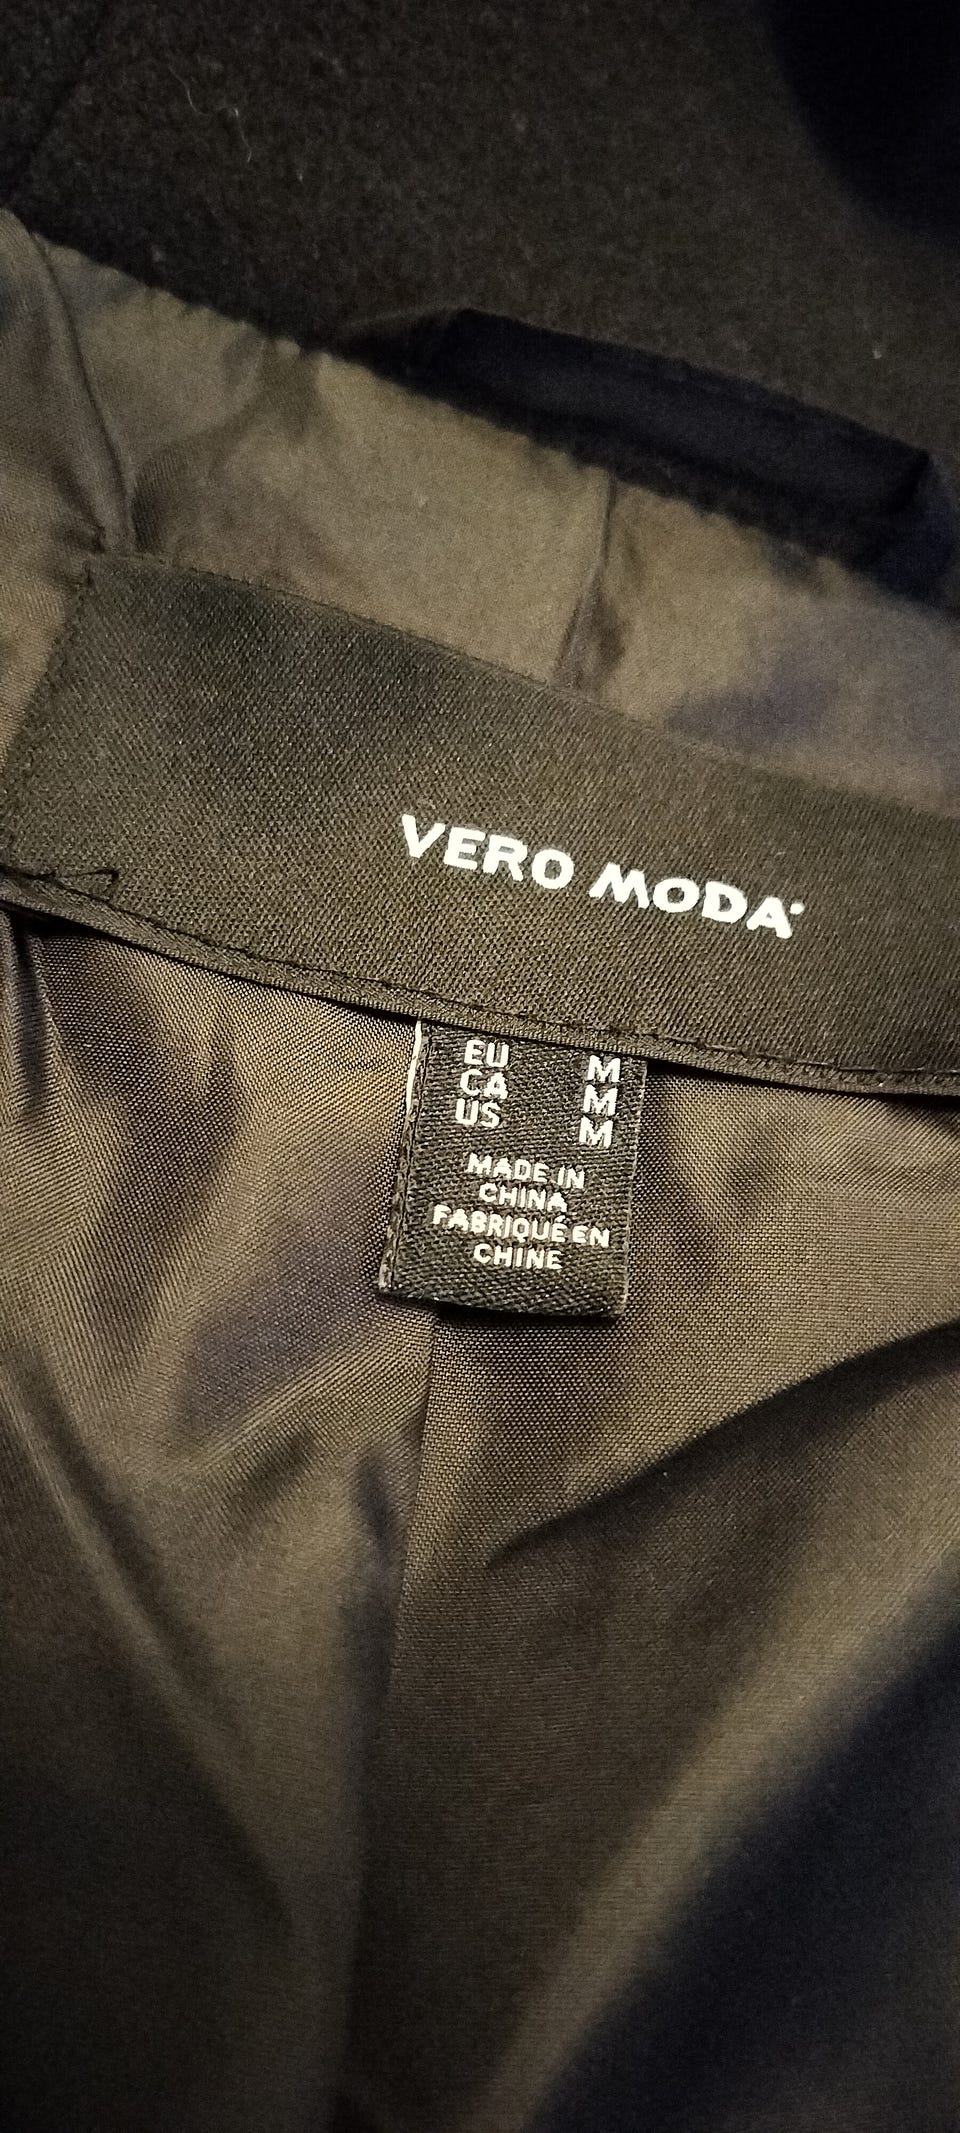 VERO MODA
EU M
CA M
US M
MADE IN
CHINA
FABRIQUÉ EN
CHINE